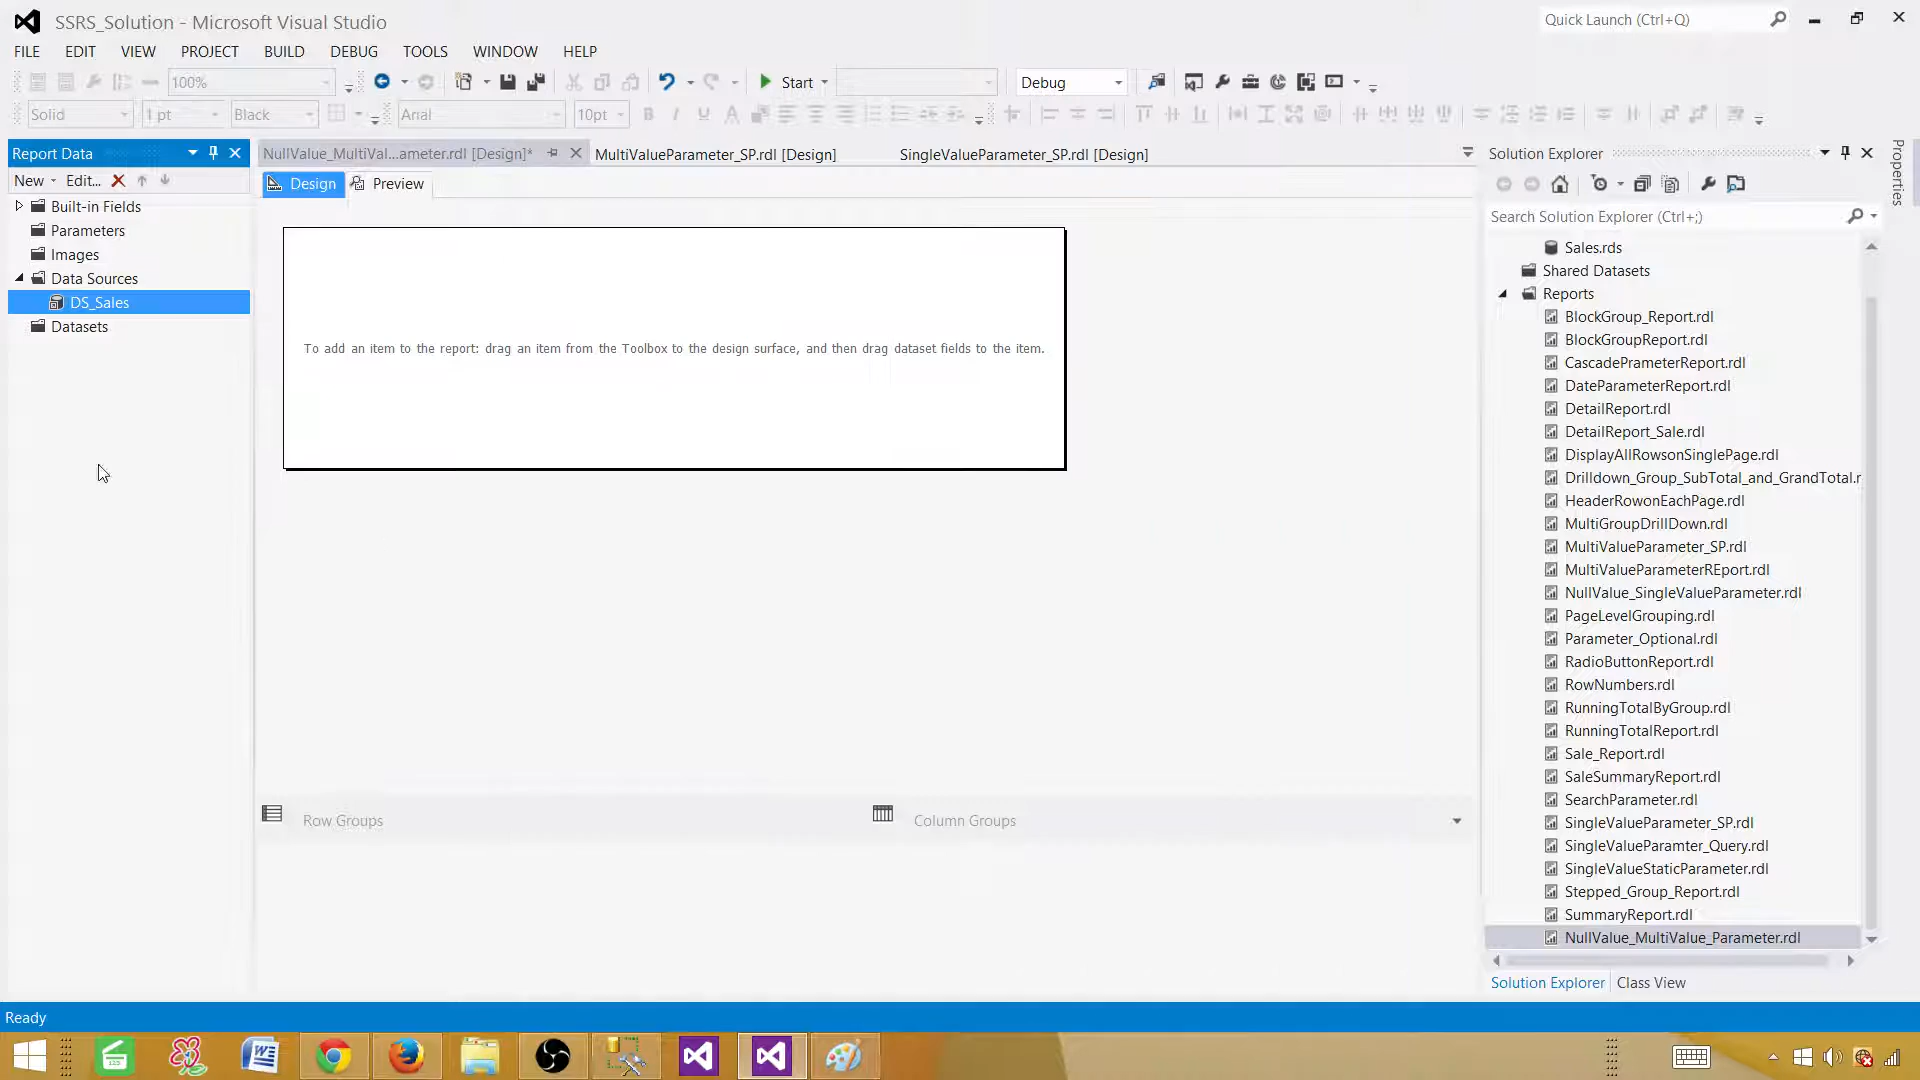 SSRS_Solution - Microsoft Visual Studio
Quick Launch (Ctrl+Q)
FILE EDIT VIEW PROJECT BUILD DEBUG TOOLS WINDOW HELP
100%
Start
Debug
Solid
1 pt
Black
Arial
10pt
B I U A
Report Data
NullValue_MultiVal...ameter.rdl [Design]*
MultiValueParameter_SP.rdl [Design]
SingleValueParameter_SP.rdl [Design]
Solution Explorer
Properties
New
Edit...
Design
Preview
Built-in Fields
Parameters
Images
Data Sources
DS_Sales
Datasets
To add an item to the report: drag an item from the Toolbox to the design surface, and then drag dataset fields to the item.
Row Groups
Column Groups
Search Solution Explorer (Ctrl+;)
Sales.rds
Shared Datasets
Reports
BlockGroup_Report.rdl
BlockGroupReport.rdl
CascadePrameterReport.rdl
DateParameterReport.rdl
DetailReport.rdl
DetailReport_Sale.rdl
DisplayAllRowsonSinglePage.rdl
Drilldown_Group_SubTotal_and_GrandTotal.r
HeaderRowonEachPage.rdl
MultiGroupDrillDown.rdl
MultiValueParameter_SP.rdl
MultiValueParameterREport.rdl
NullValue_SingleValueParameter.rdl
PageLevelGrouping.rdl
Parameter_Optional.rdl
RadioButtonReport.rdl
RowNumbers.rdl
RunningTotalByGroup.rdl
RunningTotalReport.rdl
Sale_Report.rdl
SaleSummaryReport.rdl
SearchParameter.rdl
SingleValueParameter_SP.rdl
SingleValueParamter_Query.rdl
SingleValueStaticParameter.rdl
Stepped_Group_Report.rdl
SummaryReport.rdl
NullValue_MultiValue_Parameter.rdl
Solution Explorer
Class View
Ready